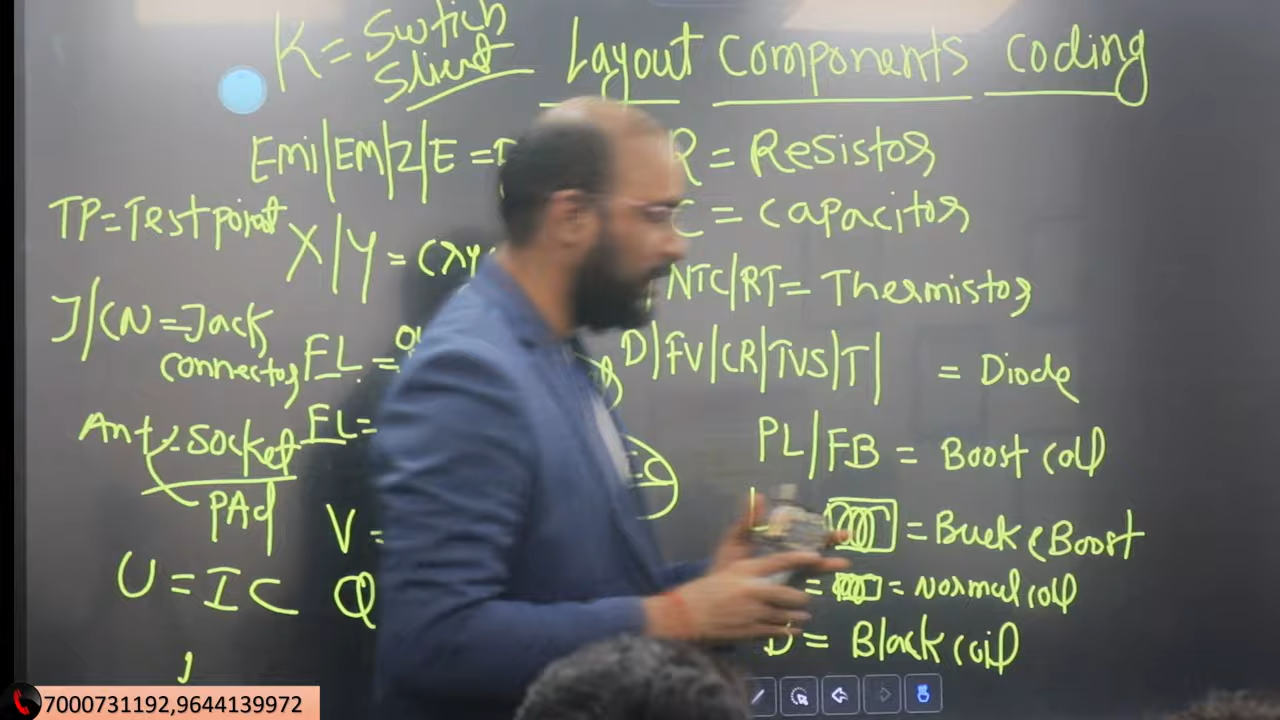 K = Swtich
Slient
Layout Components Coding
Emi|EM|Z|E =
R = Resistor
TP = Test point
C = Capacitor
X|Y =
NTC|RT = Thermistor
J/CN = Jack
connector
FL =
D|FV|CR|TVS|T| = Diode
Ant = Socket
FL =
PL/FB = Boost coil
PAd
V =
L = Buck & Boost
U = IC
Q
= Normal coil
= Black coil
7000731192,9644139972